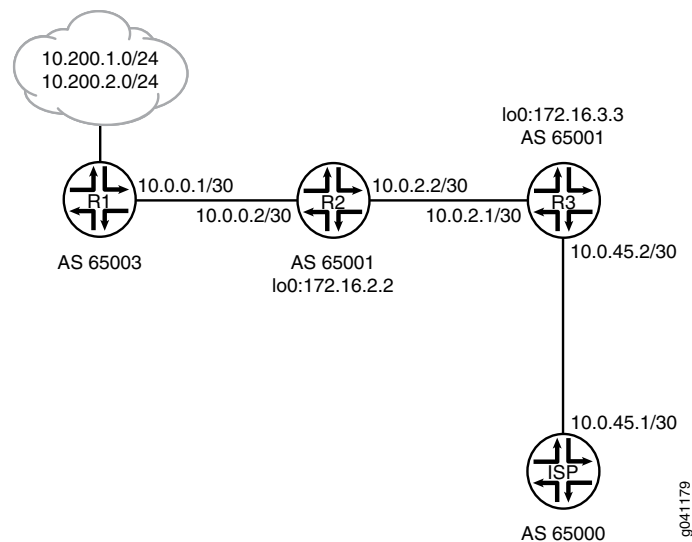 10.200.1.0/24
10.200.2.0/24
lo0:172.16.3.3
AS 65001
10.0.0.1/30
10.0.2.2/30
R1
R2
R3
10.0.0.2/30
10.0.2.1/30
10.0.45.2/30
AS 65003
AS 65001
lo0:172.16.2.2
10.0.45.1/30
ISP
AS 65000
g041179